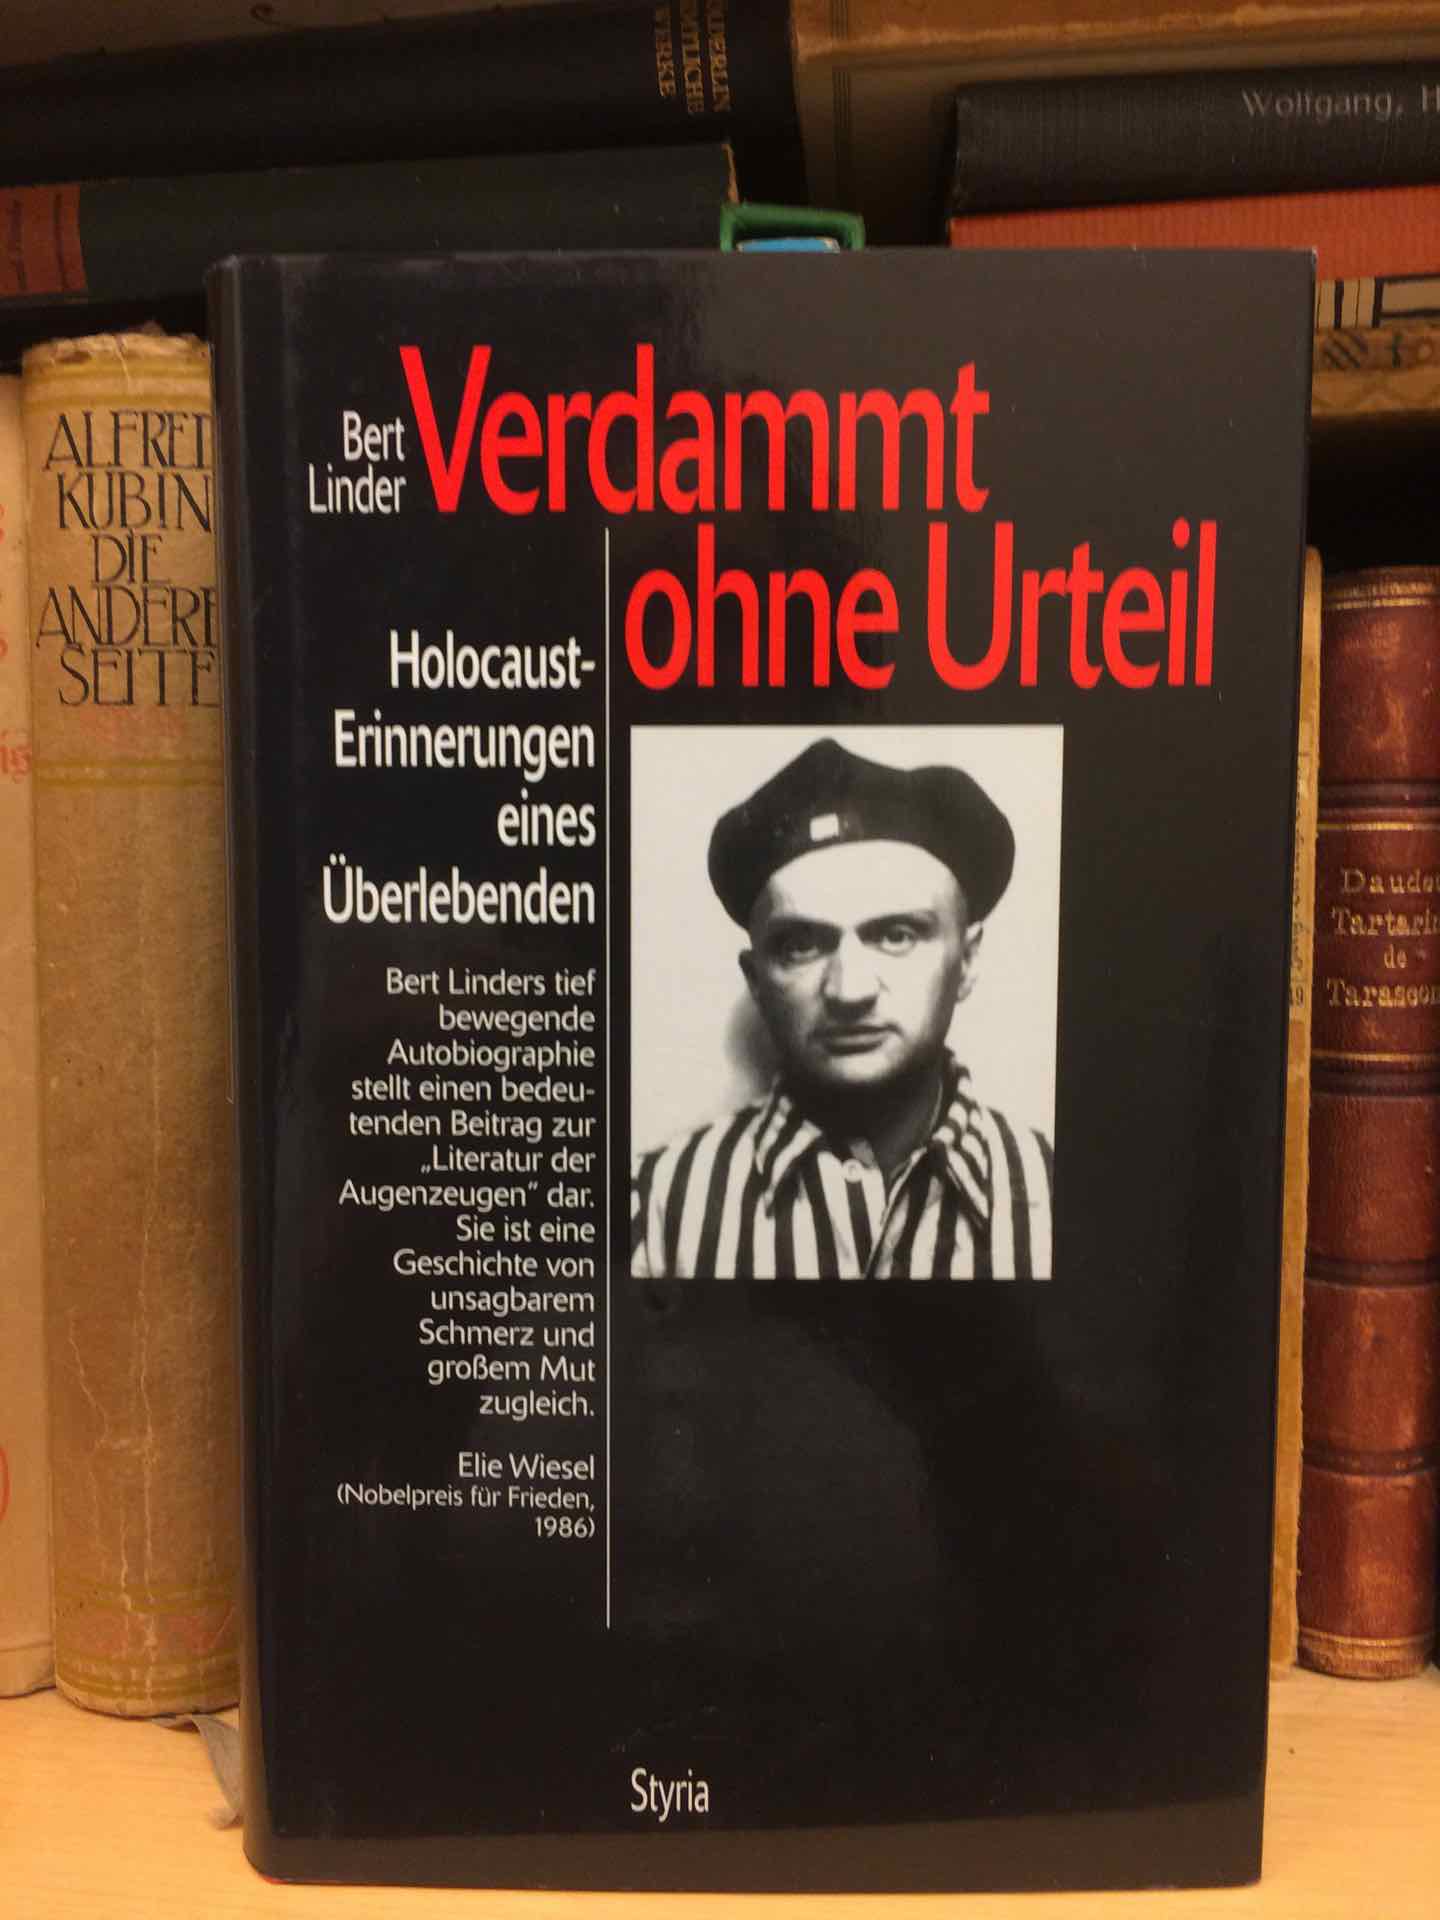 WERKE
Wolfgang, H
ALFRED
KUBIN
DIE
ANDERE
SEITE
Bert
Linder
Verdammt
ohne Urteil
Holocaust-
Erinnerungen
eines
Überlebenden
Bert Linders tief
bewegende
Autobiographie
stellt einen bedeu-
tenden Beitrag zur
„Literatur der
Augenzeugen“ dar.
Sie ist eine
Geschichte von
unsagbarem
Schmerz und
großem Mut
zugleich.
Elie Wiesel
(Nobelpreis für Frieden,
1986)
Styria
Daudet
Tartarin
de
Tarascon